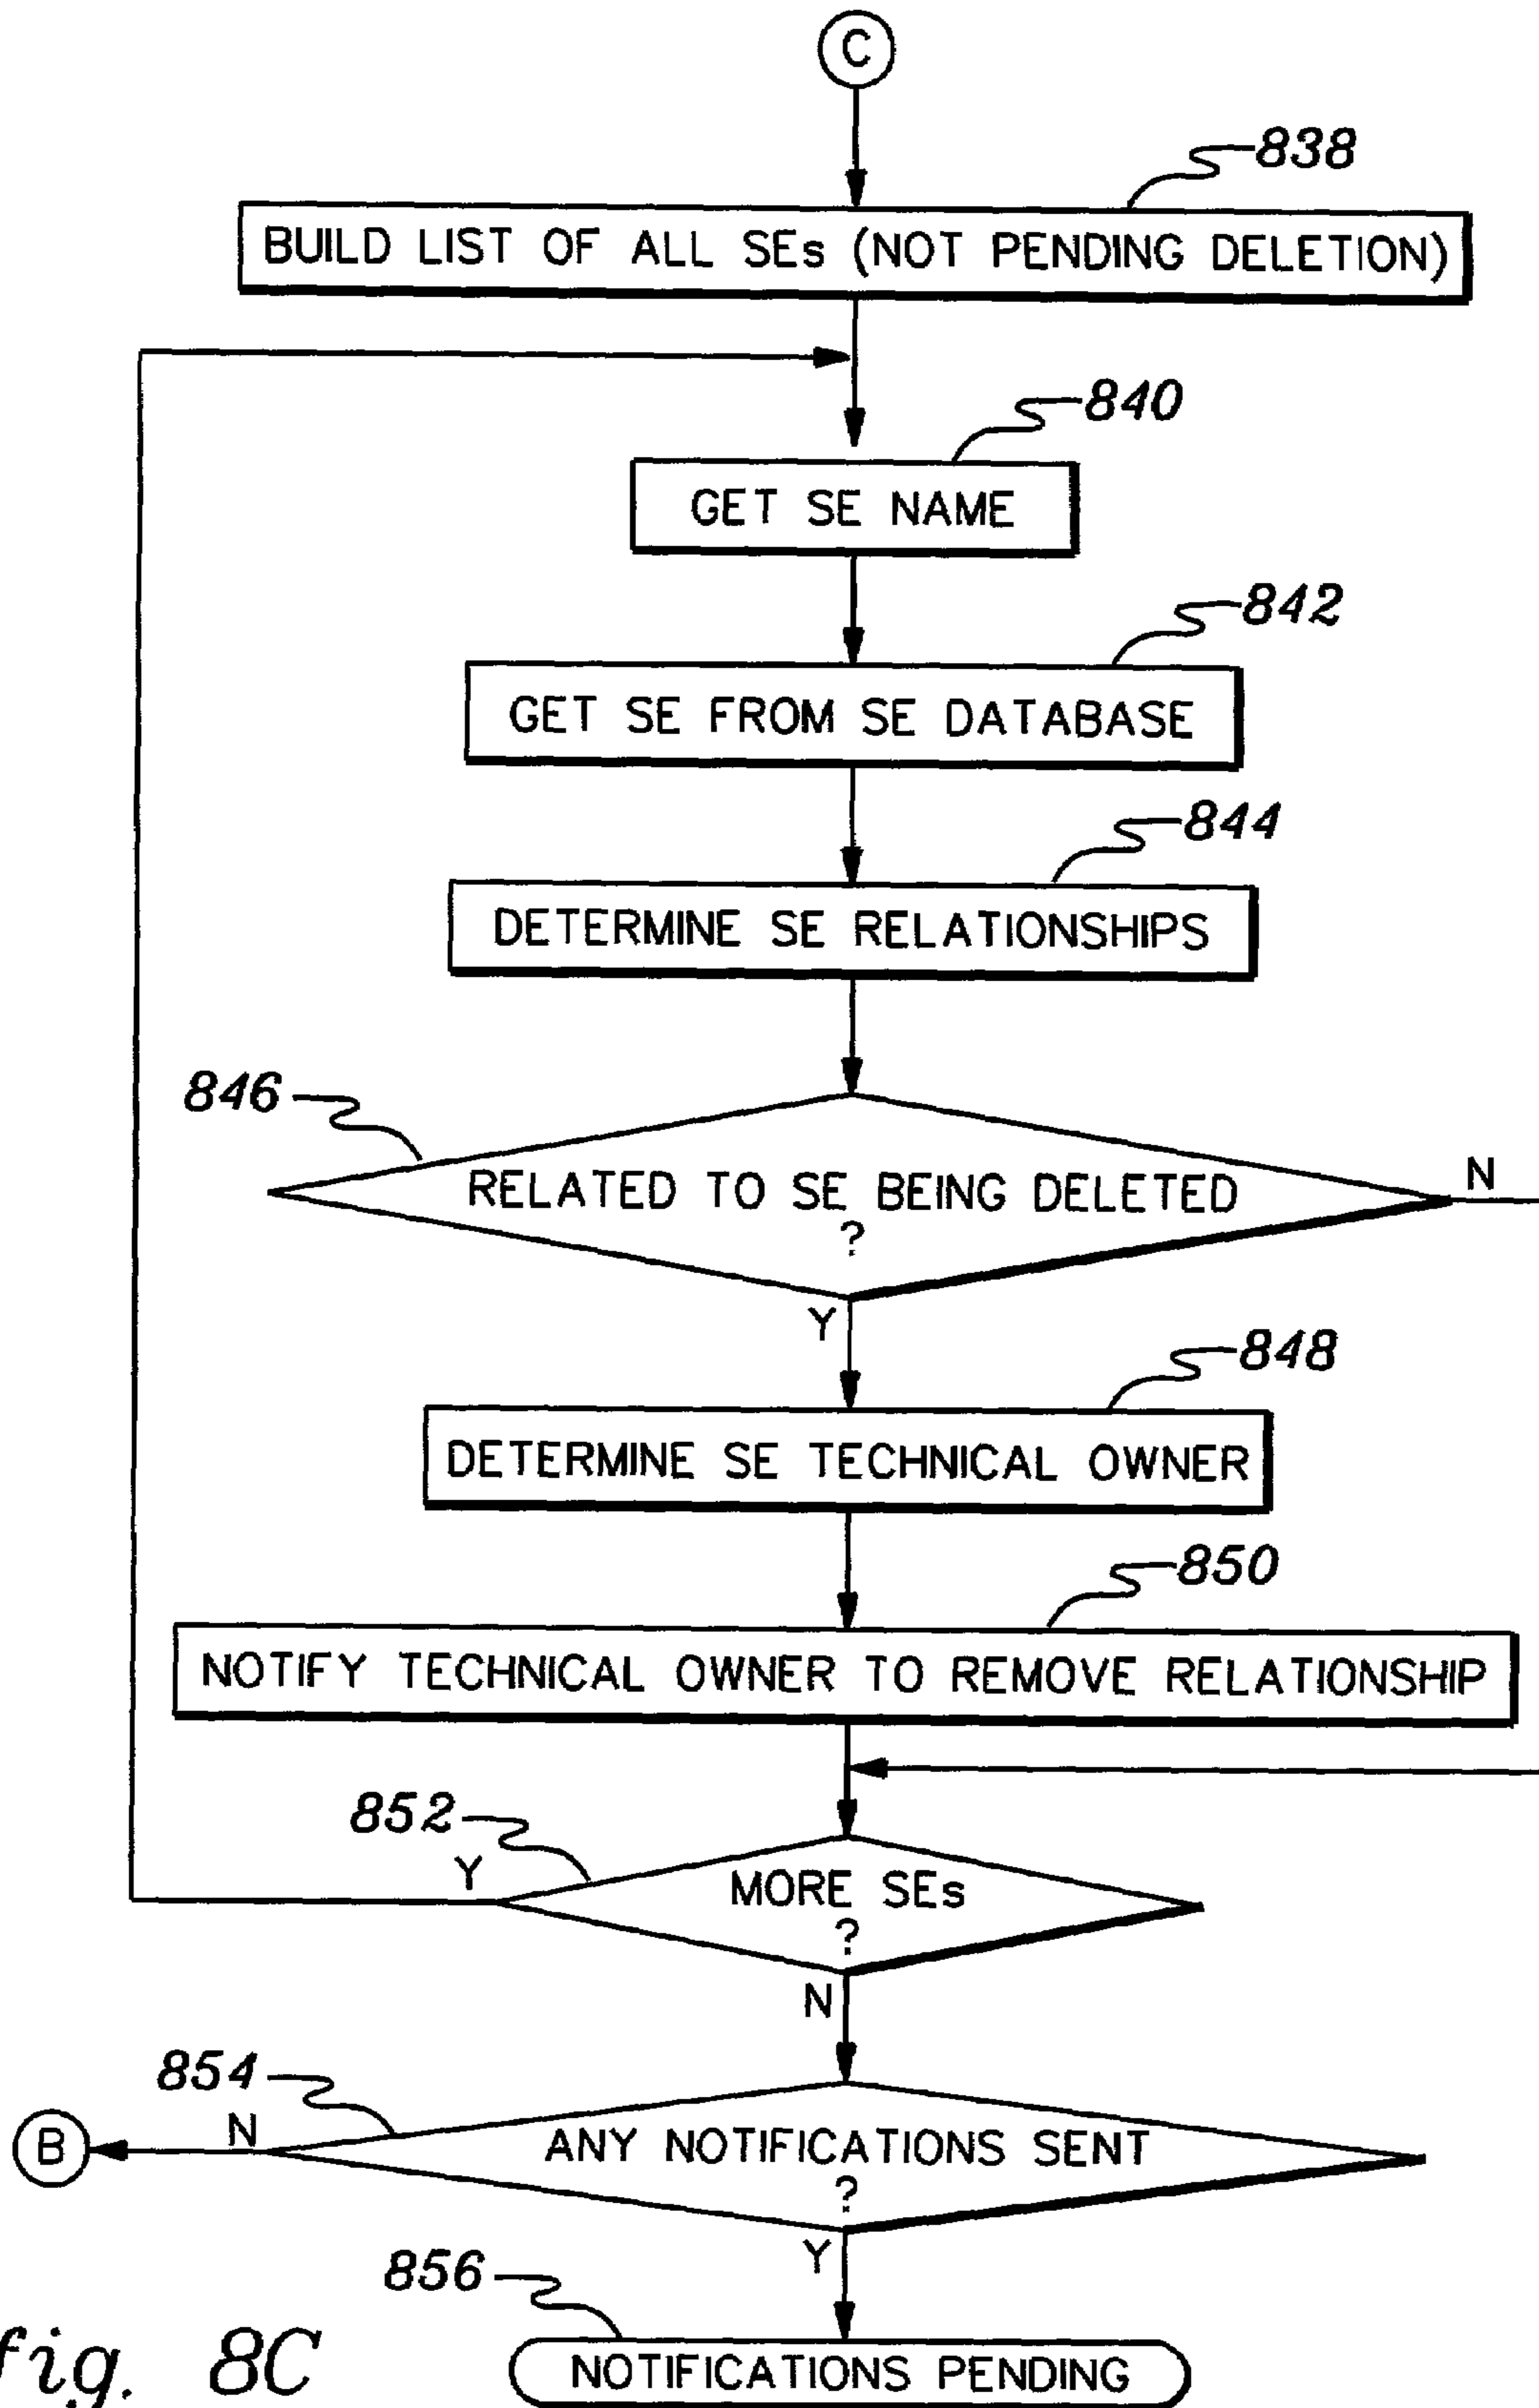 C
838
BUILD LIST OF ALL SEs (NOT PENDING DELETION)
840
GET SE NAME
842
GET SE FROM SE DATABASE
844
DETERMINE SE RELATIONSHIPS
846
RELATED TO SE BEING DELETED
?
N
Y
848
DETERMINE SE TECHNICAL OWNER
850
NOTIFY TECHNICAL OWNER TO REMOVE RELATIONSHIP
852
Y
MORE SEs
?
N
854
B
N
ANY NOTIFICATIONS SENT
?
Y
856
NOTIFICATIONS PENDING
fig. 8C